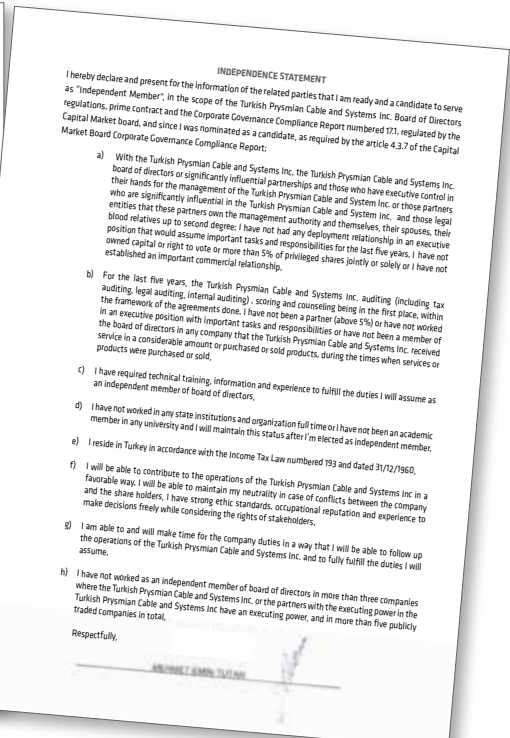 INDEPENDENCE STATEMENT
I hereby declare and present for the information of the related parties that I am ready and a candidate to serve
as "Independent Member", in the scope of the Turkish Prysmian Cable and Systems Inc. Board of Directors
regulations, prime contract and the Corporate Governance Compliance Report numbered 17.1, regulated by the
Capital Market board, and since I was nominated as a candidate, as required by the article 4.3.7 of the Capital
Market Board Corporate Governance Compliance Report;
a) With the Turkish Prysmian Cable and Systems Inc, the Turkish Prysmian Cable and Systems Inc.
board of directors or significantly influential partnerships and those who have executive control in
their hands for the management of the Turkish Cable and System Inc. or those partners
who are significantly influential in the Turkish Cable and System Inc. and those legal
entities that these partners own the management authority and themselves, their spouses, their
blood relatives up to second degree; I have not had any deployment relationship in an executive
position that would assume important tasks and responsibilities for the last five years, I have not
owned capital or right to vote or more than 5% of privileged shares jointly or solely or I have not
established an important commercial relationship,
b) For the last five years, the Turkish Prysmian Cable and Systems Inc. auditing (including tax
auditing, legal auditing, internal auditing) , scoring and counseling being in the first place, within
the framework of the agreements done, I have not been a partner (above 5%) or have not worked
in an executive position with important tasks and responsibilities or have not been a member of
the board of directors in any company that the Turkish Prysmian Cable and Systems Inc. received
service in a considerable amount or purchased or sold products, during the times when services or
products were purchased or sold,
c) I have required technical training, information and experience to fulfill the duties I will assume as
an independent member of board of directors,
d) I have not worked in any state institutions and organization full time or I have not been an academic
member in any university and I will maintain this status after I'm elected as independent member,
e) I reside in Turkey in accordance with the Income Tax Law numbered 193 and dated 31/12/1960,
f) I will be able to contribute to the operations of the Turkish Prysmian Cable and Systems Inc in a
favorable way, I will be able to maintain my neutrality in case of conflicts between the company
and the share holders, I have strong ethic standards, occupational reputation and experience to
make decisions freely while considering the rights of stakeholders,
g) I am able to and will make time for the company duties in a way that I will be able to follow up
the operations of the Turkish Prysmian Cable and Systems Inc. and to fully fulfill the duties I will
assume,
h) I have not worked as an independent member of board of directors in more than three companies
where the Turkish Prysmian Cable and Systems Inc. or the partners with the executing power in the
Turkish Prysmian Cable and Systems Inc have an executing power, and in more than five publicly
traded companies in total,
Respectfully,
MEHMET EMİN TUTAN